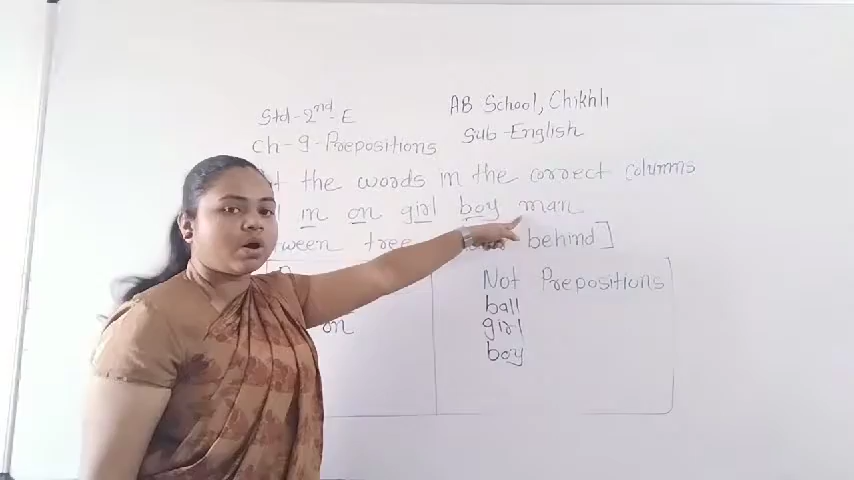 Std-2nd-E
AB School, Chikhli
Ch-9-Prepositions
Sub-English
the words in the correct columns
in on girl boy man
tree behind]
Not Prepositions
ball
girl
on
boy